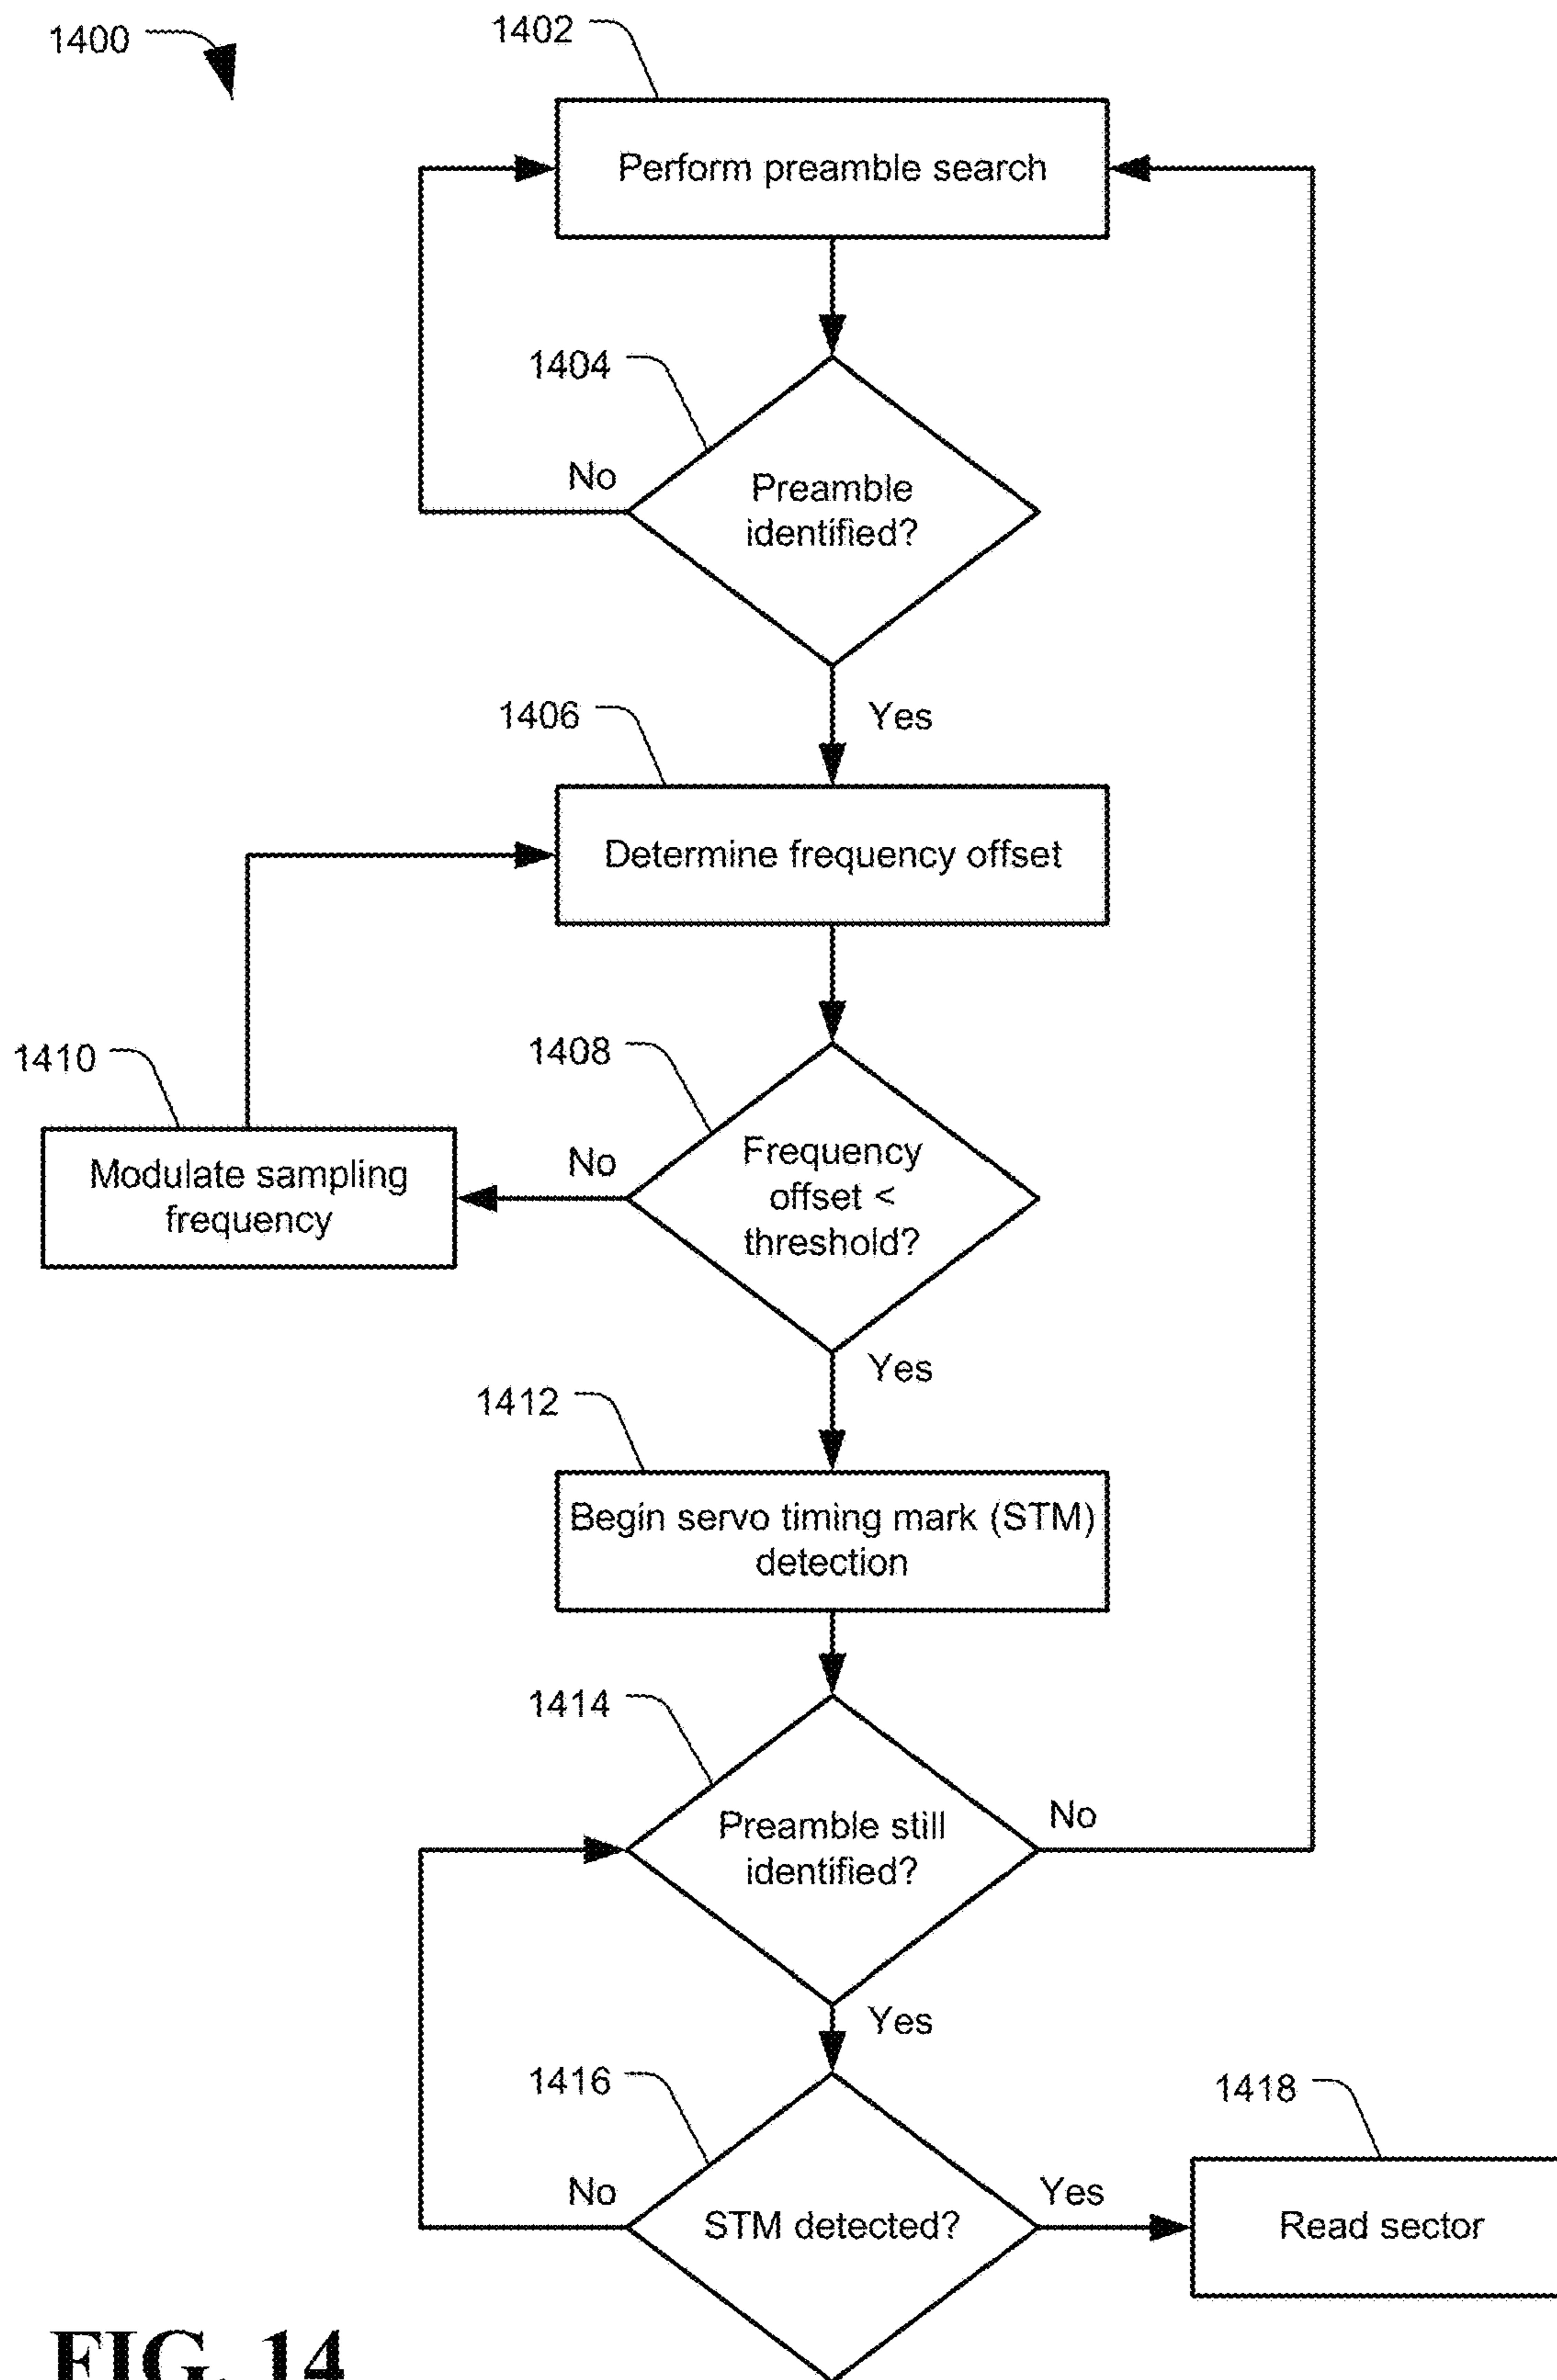 1400
1402
Perform preamble search
1404
No
Preamble
identified?
Yes
1406
Determine frequency offset
1408
1410
No
Frequency
offset <
threshold?
Modulate sampling
frequency
Yes
1412
Begin servo timing mark (STM)
detection
1414
Preamble still
identified?
No
Yes
1416
1418
No
STM detected?
Yes
Read sector
FIG. 14